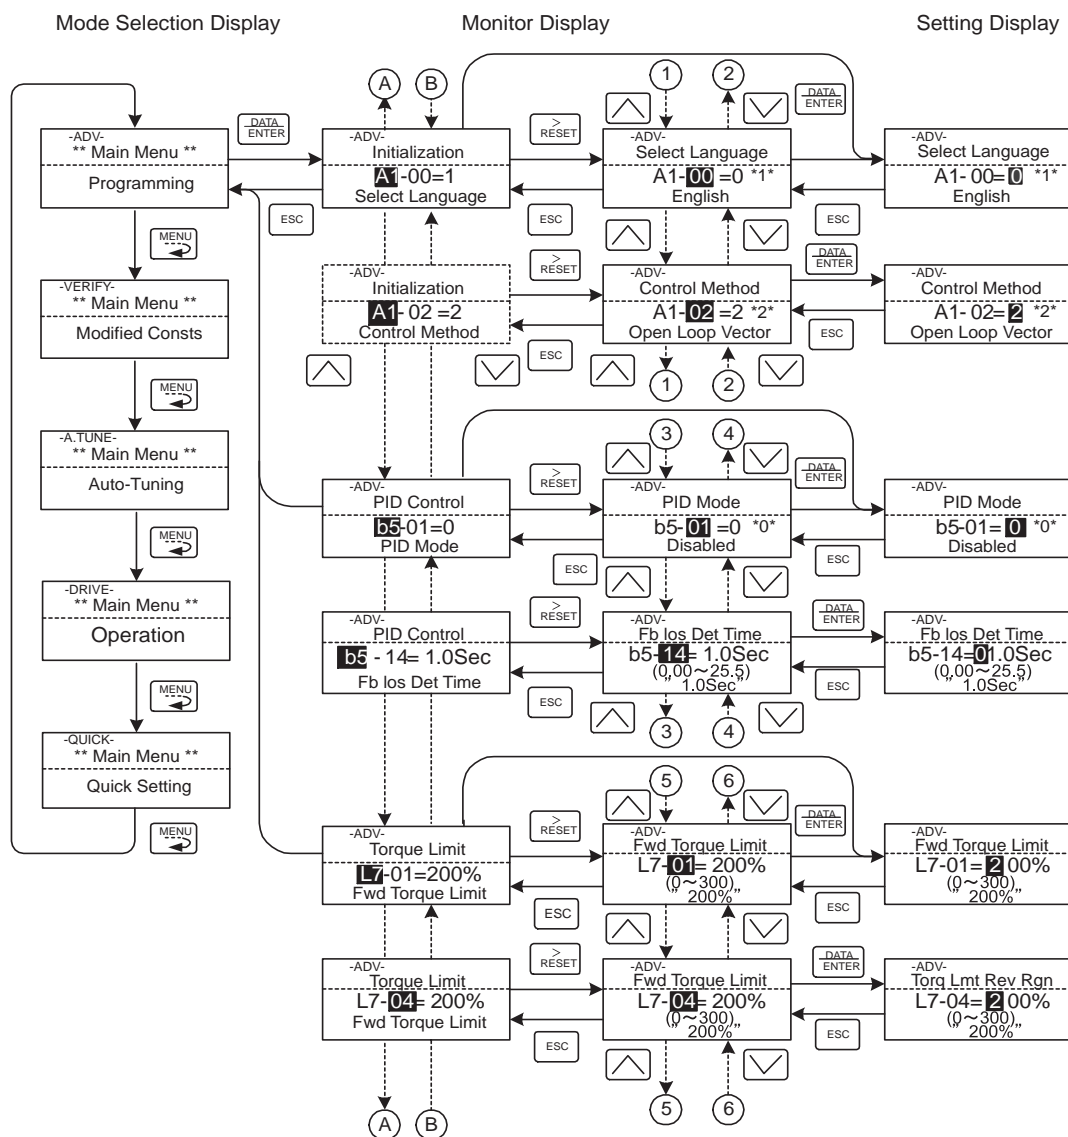 Mode Selection Display
Monitor Display
Setting Display
A
B
1
2
DATA
ENTER
>
RESET
DATA
ENTER
-ADV-
** Main Menu **
Programming
-ADV-
Initialization
A1-00=1
Select Language
-ADV-
Select Language
A1-00 =0 *1*
English
-ADV-
Select Language
A1- 00= 0 *1*
English
ESC
ESC
ESC
MENU
>
RESET
DATA
ENTER
-VERIFY-
** Main Menu **
Modified Consts
-ADV-
Initialization
A1- 02 =2
Control Method
-ADV-
Control Method
A1-02=2 *2*
Open Loop Vector
-ADV-
Control Method
A1- 02= 2 *2*
Open Loop Vector
ESC
ESC
1
2
MENU
-A.TUNE-
** Main Menu **
Auto-Tuning
3
4
>
RESET
DATA
ENTER
-ADV-
PID Control
b5-01=0
PID Mode
-ADV-
PID Mode
b5-01 =0 *0*
Disabled
-ADV-
PID Mode
b5-01= 0 *0*
Disabled
MENU
ESC
ESC
-DRIVE-
** Main Menu **
Operation
>
RESET
DATA
ENTER
-ADV-
PID Control
b5 - 14= 1.0Sec
Fb los Det Time
-ADV-
Fb los Det Time
b5-14= 1.0Sec
(0.00～25.5)
” 1.0Sec”
-ADV-
Fb los Det Time
b5-14=01.0Sec
(0.00～25.5)
” 1.0Sec”
MENU
ESC
ESC
3
4
-QUICK-
** Main Menu **
Quick Setting
MENU
5
6
>
RESET
DATA
ENTER
-ADV-
Torque Limit
L7-01=200%
Fwd Torque Limit
-ADV-
Fwd Torque Limit
L7-01= 200%
(0～300)
” 200%”
-ADV-
Fwd Torque Limit
L7-01= 2 00%
(0～300)
” 200%”
ESC
ESC
>
RESET
DATA
ENTER
-ADV-
Torque Limit
L7-04= 200%
Fwd Torque Limit
-ADV-
Fwd Torque Limit
L7-04= 200%
(0～300)
” 200%”
-ADV-
Torq Lmt Rev Rgn
L7-04= 2 00%
(0～300)
” 200%”
ESC
ESC
A
B
5
6